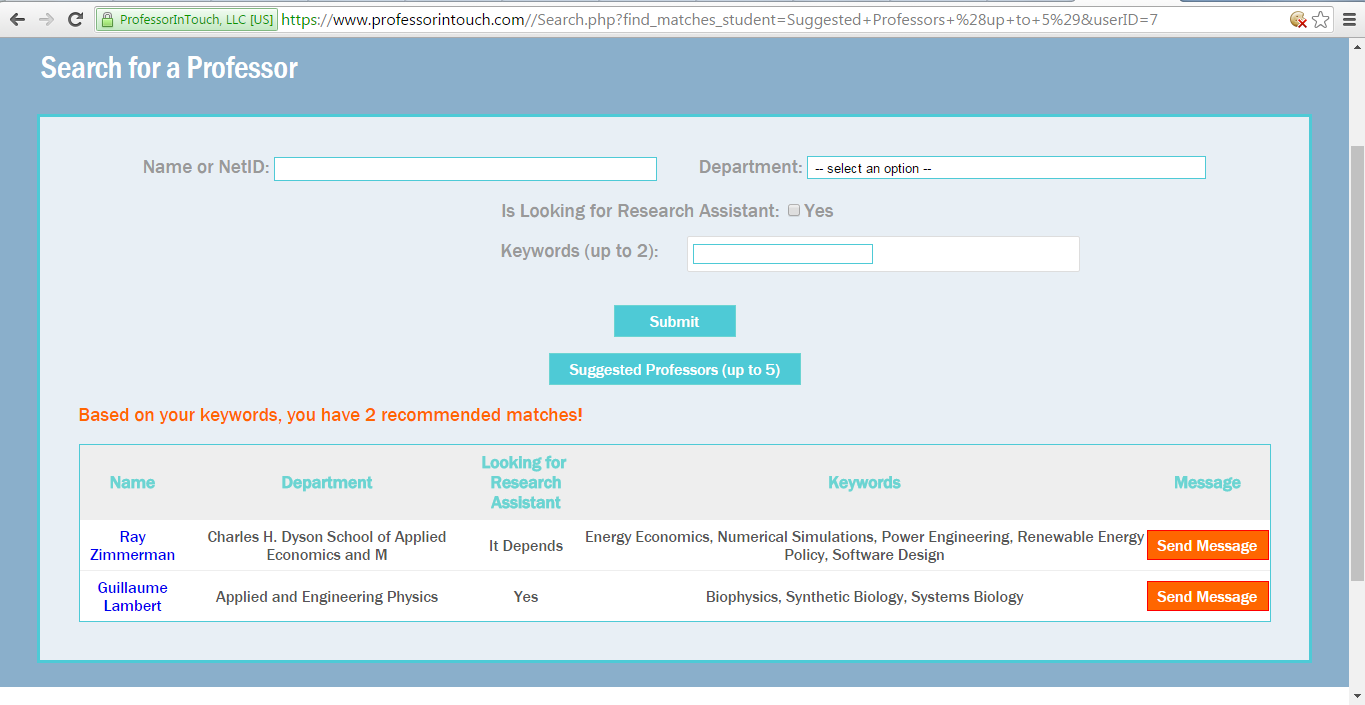 ProfessorInTouch, LLC [US] https://www.professorintouch.com//Search.php?find_matches_student=Suggested+Professors+%28up+to+5%29&userID=7
Search for a Professor
Name or NetID: Department: -- select an option --
Is Looking for Research Assistant: Yes
Keywords (up to 2):
Submit
Suggested Professors (up to 5)
Based on your keywords, you have 2 recommended matches!
Name Department Looking for Research Assistant Keywords Message
Ray Zimmerman Charles H. Dyson School of Applied Economics and M It Depends Energy Economics, Numerical Simulations, Power Engineering, Renewable Energy Policy, Software Design Send Message
Guillaume Lambert Applied and Engineering Physics Yes Biophysics, Synthetic Biology, Systems Biology Send Message